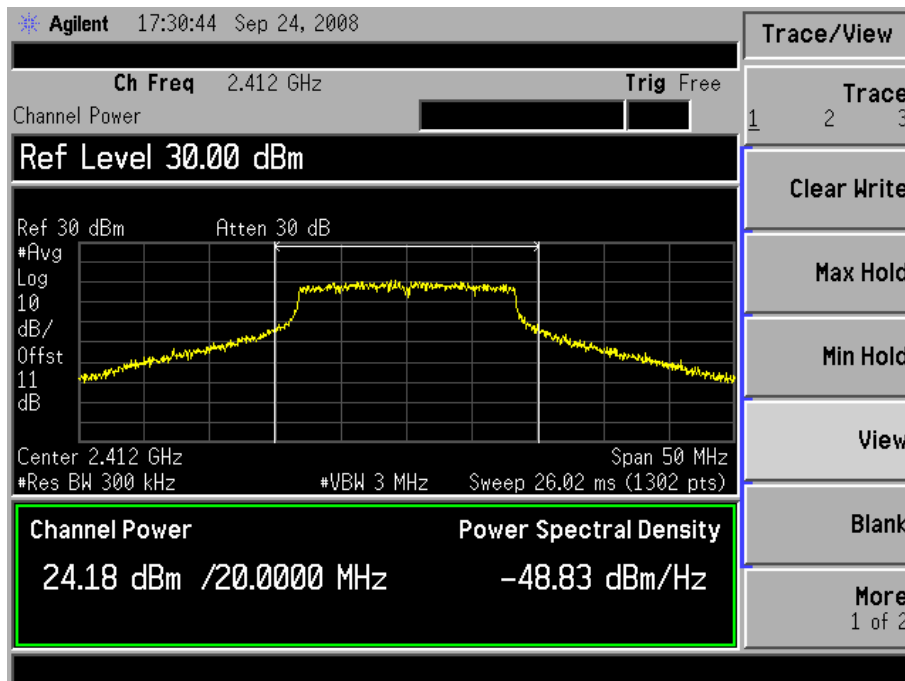 Agilent 17:30:44 Sep 24, 2008
Trace/View
Ch Freq 2.412 GHz Trig Free
Channel Power
Trace
1 2 3
Ref Level 30.00 dBm
Clear Write
Ref 30 dBm Atten 30 dB
#Avg
Log
10
dB/
Offst
11
dB
Max Hold
Min Hold
Center 2.412 GHz Span 50 MHz
#Res BW 300 kHz #VBW 3 MHz Sweep 26.02 ms (1302 pts)
View
Channel Power Power Spectral Density
24.18 dBm /20.0000 MHz -48.83 dBm/Hz
Blank
More
1 of 2